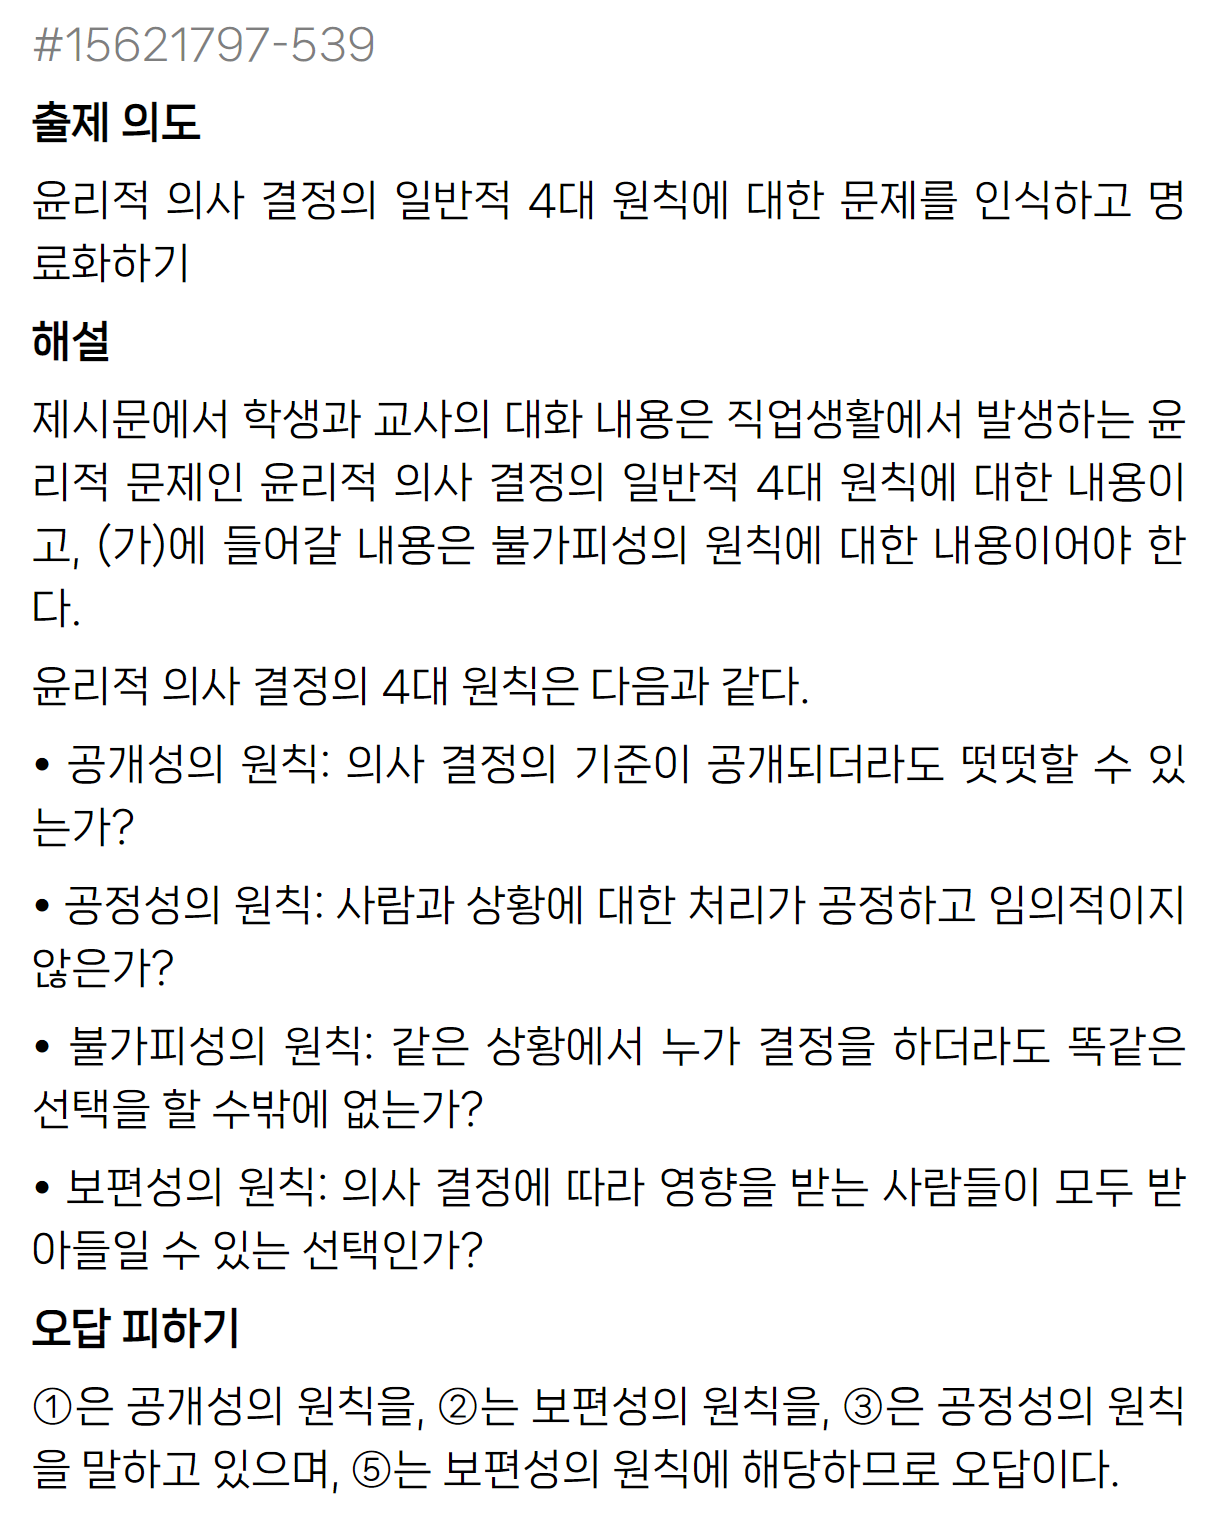 #15621797-539
출제 의도
윤리적 의사 결정의 일반적 4대 원칙에 대한 문제를 인식하고 명
료화하기
해설
제시문에서 학생과 교사의 대화 내용은 직업생활에서 발생하는 윤
리적 문제인 윤리적 의사 결정의 일반적 4대 원칙에 대한 내용이
고, (가)에 들어갈 내용은 불가피성의 원칙에 대한 내용이어야 한
다.
윤리적 의사 결정의 4대 원칙은 다음과 같다.
• 공개성의 원칙: 의사 결정의 기준이 공개되더라도 떳떳할 수 있
는가?
• 공정성의 원칙: 사람과 상황에 대한 처리가 공정하고 임의적이지
않은가?
• 불가피성의 원칙: 같은 상황에서 누가 결정을 하더라도 똑같은
선택을 할 수밖에 없는가?
• 보편성의 원칙: 의사 결정에 따라 영향을 받는 사람들이 모두 받
아들일 수 있는 선택인가?
오답 피하기
①은 공개성의 원칙을, ②는 보편성의 원칙을, ③은 공정성의 원칙
을 말하고 있으며, ⑤는 보편성의 원칙에 해당하므로 오답이다.